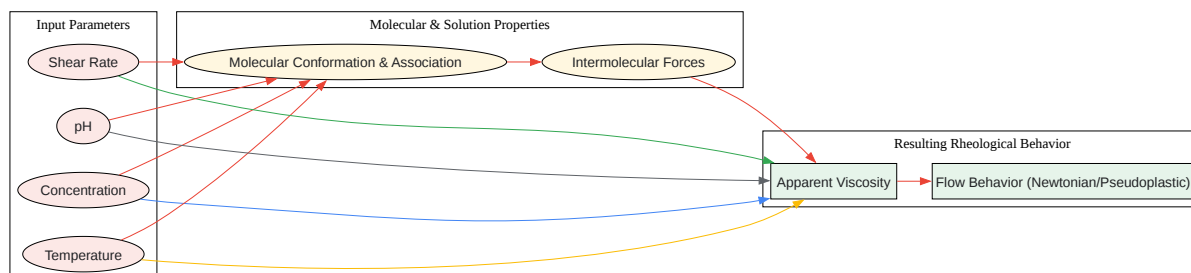 Input Parameters
Shear Rate
pH
Concentration
Temperature
Molecular & Solution Properties
Molecular Conformation & Association
Intermolecular Forces
Resulting Rheological Behavior
Apparent Viscosity
Flow Behavior (Newtonian/Pseudoplastic)